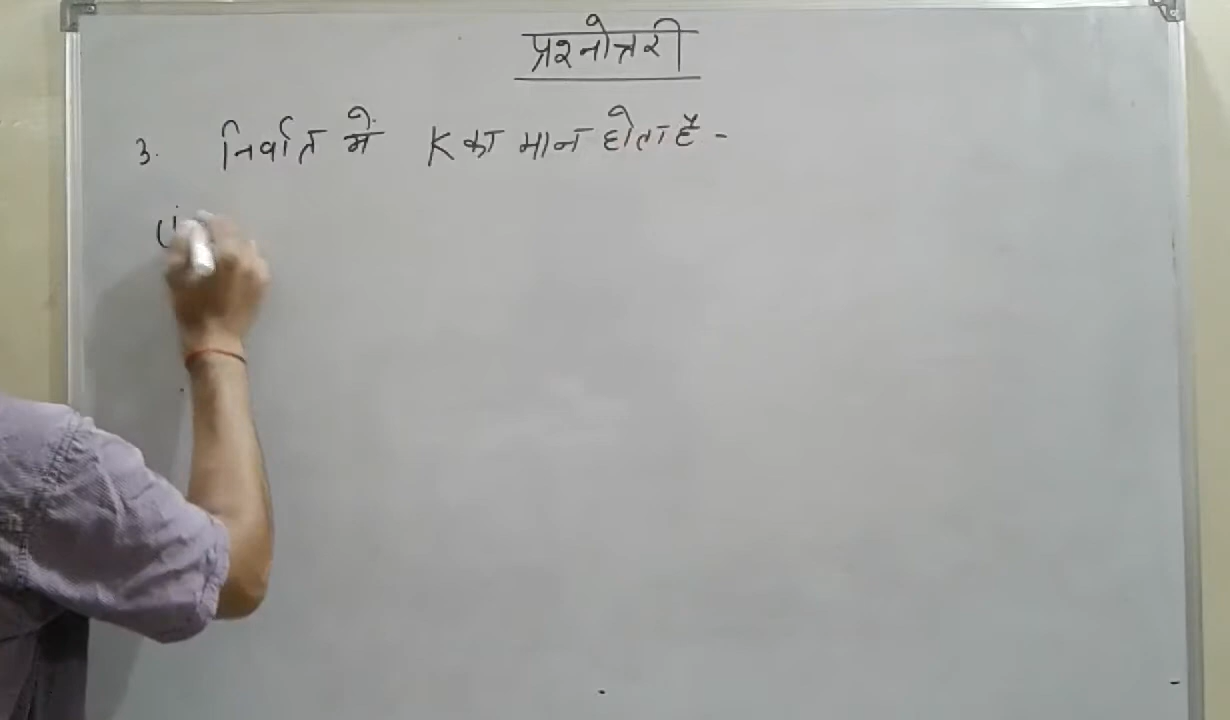 प्रश्नोत्तरी
3. निर्वात में K का मान होता है -
(i